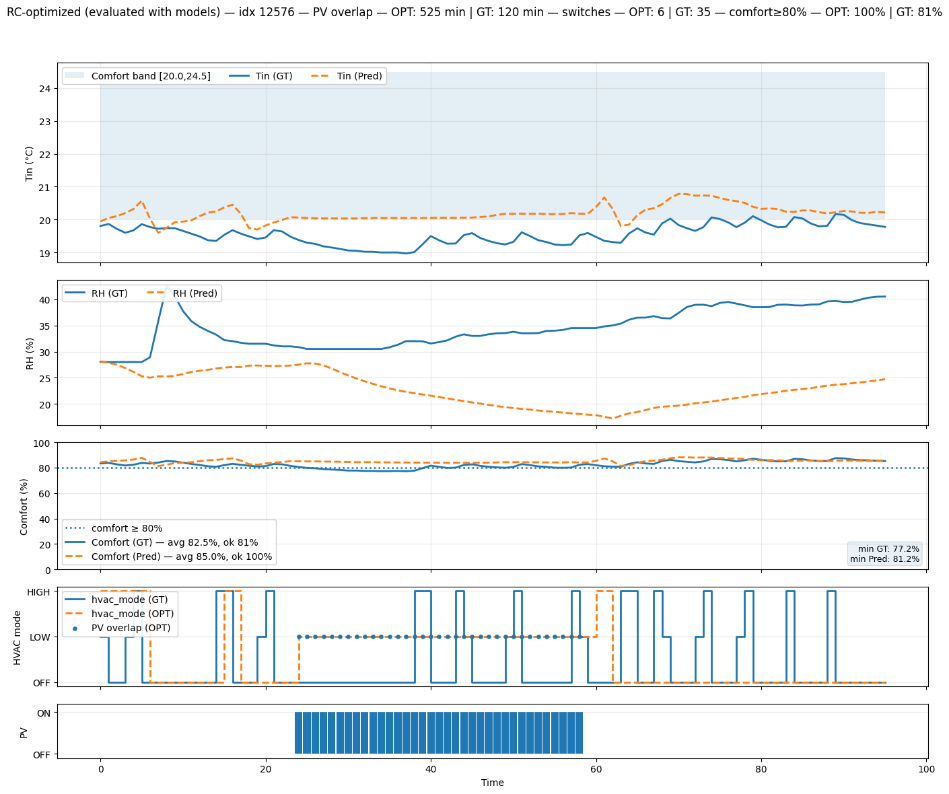 RC-optimized (evaluated with models) — idx 12576 — PV overlap — OPT: 525 min | GT: 120 min — switches — OPT: 6 | GT: 35 — comfort≥80% — OPT: 100% | GT: 81%
Comfort band [20.0,24.5]
Tin (GT)
Tin (Pred)
Tin (°C)
24
23
22
21
20
19
RH (GT)
RH (Pred)
RH (%)
40
35
30
25
20
Comfort (%)
100
80
60
40
20
0
comfort ≥ 80%
Comfort (GT) — avg 82.5%, ok 81%
Comfort (Pred) — avg 85.0%, ok 100%
min GT: 77.2%
min Pred: 81.2%
HVAC mode
HIGH
LOW
OFF
hvac_mode (GT)
hvac_mode (OPT)
PV overlap (OPT)
PV
ON
OFF
0
20
40
60
80
100
Time